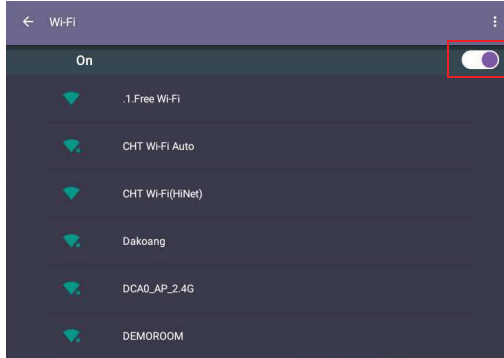 Wi-Fi
On
.1.Free Wi-Fi
CHT Wi-Fi Auto
CHT Wi-Fi(HiNet)
Dakoang
DCA0_AP_2.4G
DEMOROOM